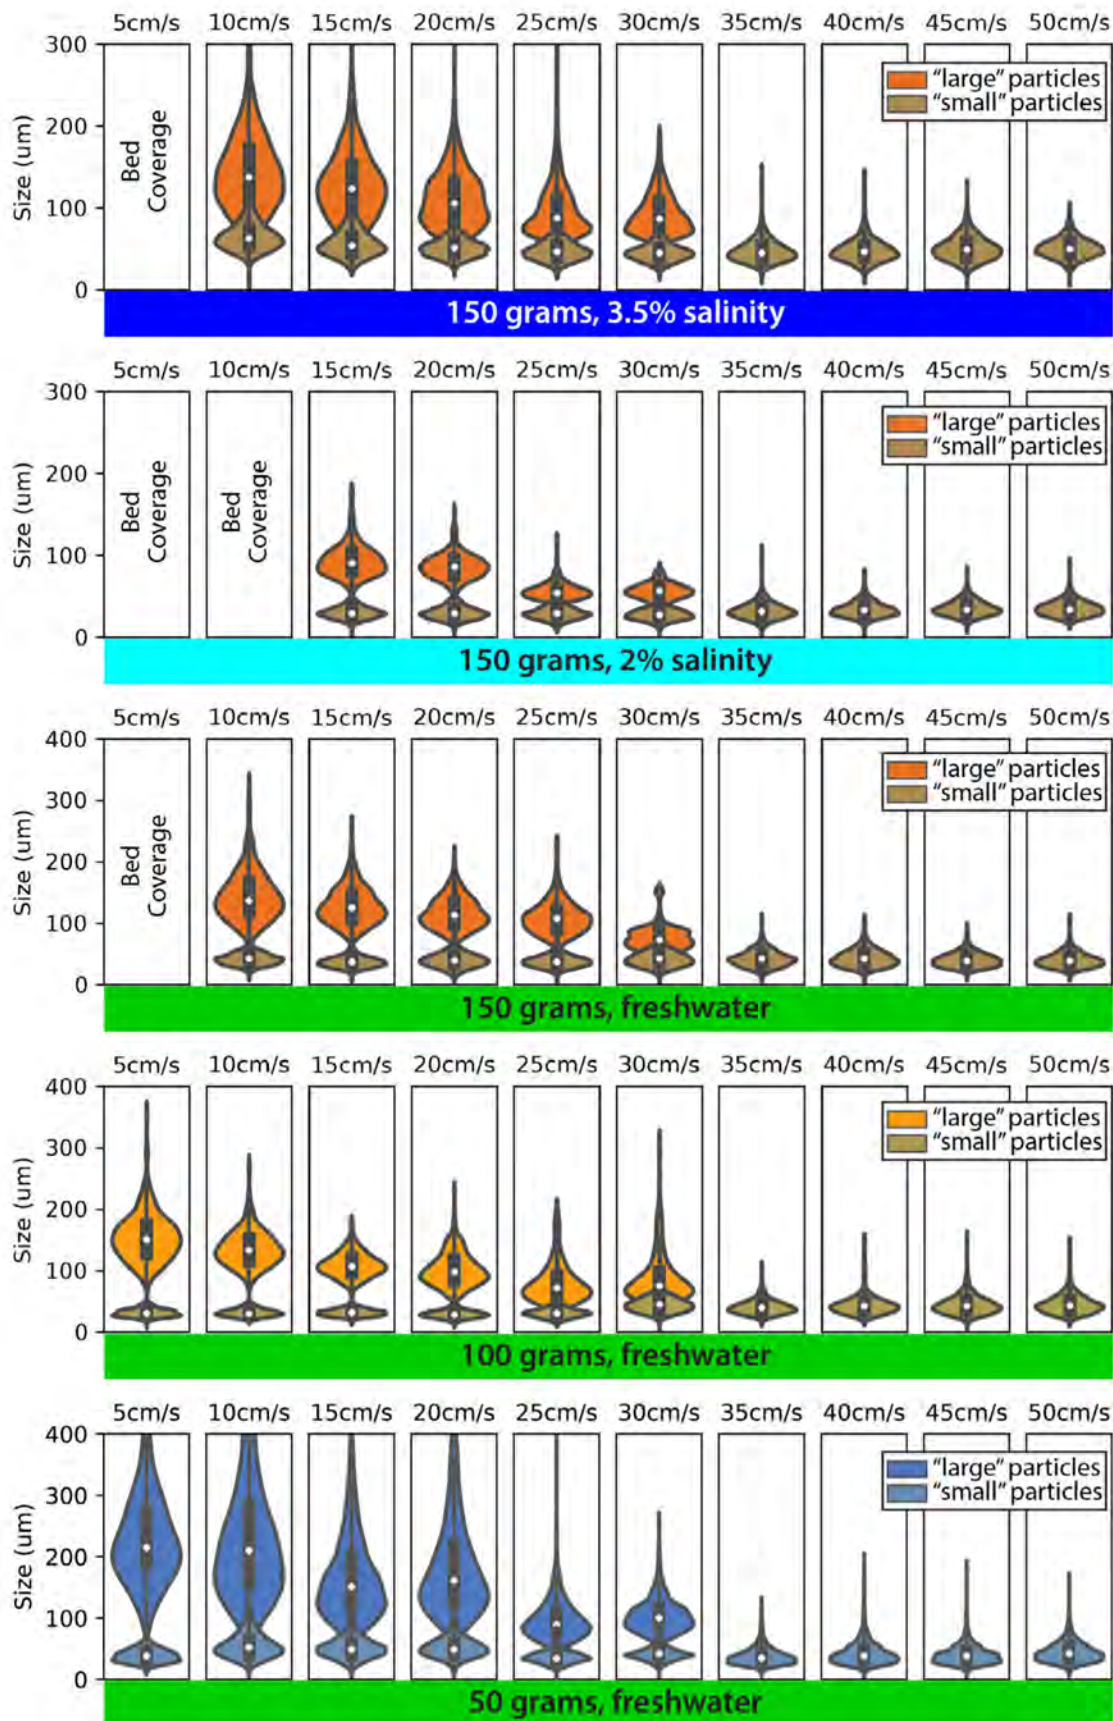 5cm/s 10cm/s 15cm/s 20cm/s 25cm/s 30cm/s 35cm/s 40cm/s 45cm/s 50cm/s
300
200
100
0
Size (um)
Bed
Coverage
"large" particles
"small" particles
150 grams, 3.5% salinity
5cm/s 10cm/s 15cm/s 20cm/s 25cm/s 30cm/s 35cm/s 40cm/s 45cm/s 50cm/s
300
200
100
0
Size (um)
Bed
Coverage
Bed
Coverage
"large" particles
"small" particles
150 grams, 2% salinity
5cm/s 10cm/s 15cm/s 20cm/s 25cm/s 30cm/s 35cm/s 40cm/s 45cm/s 50cm/s
400
300
200
100
0
Size (um)
Bed
Coverage
"large" particles
"small" particles
150 grams, freshwater
5cm/s 10cm/s 15cm/s 20cm/s 25cm/s 30cm/s 35cm/s 40cm/s 45cm/s 50cm/s
400
300
200
100
0
Size (um)
"large" particles
"small" particles
100 grams, freshwater
5cm/s 10cm/s 15cm/s 20cm/s 25cm/s 30cm/s 35cm/s 40cm/s 45cm/s 50cm/s
400
300
200
100
0
Size (um)
"large" particles
"small" particles
50 grams, freshwater